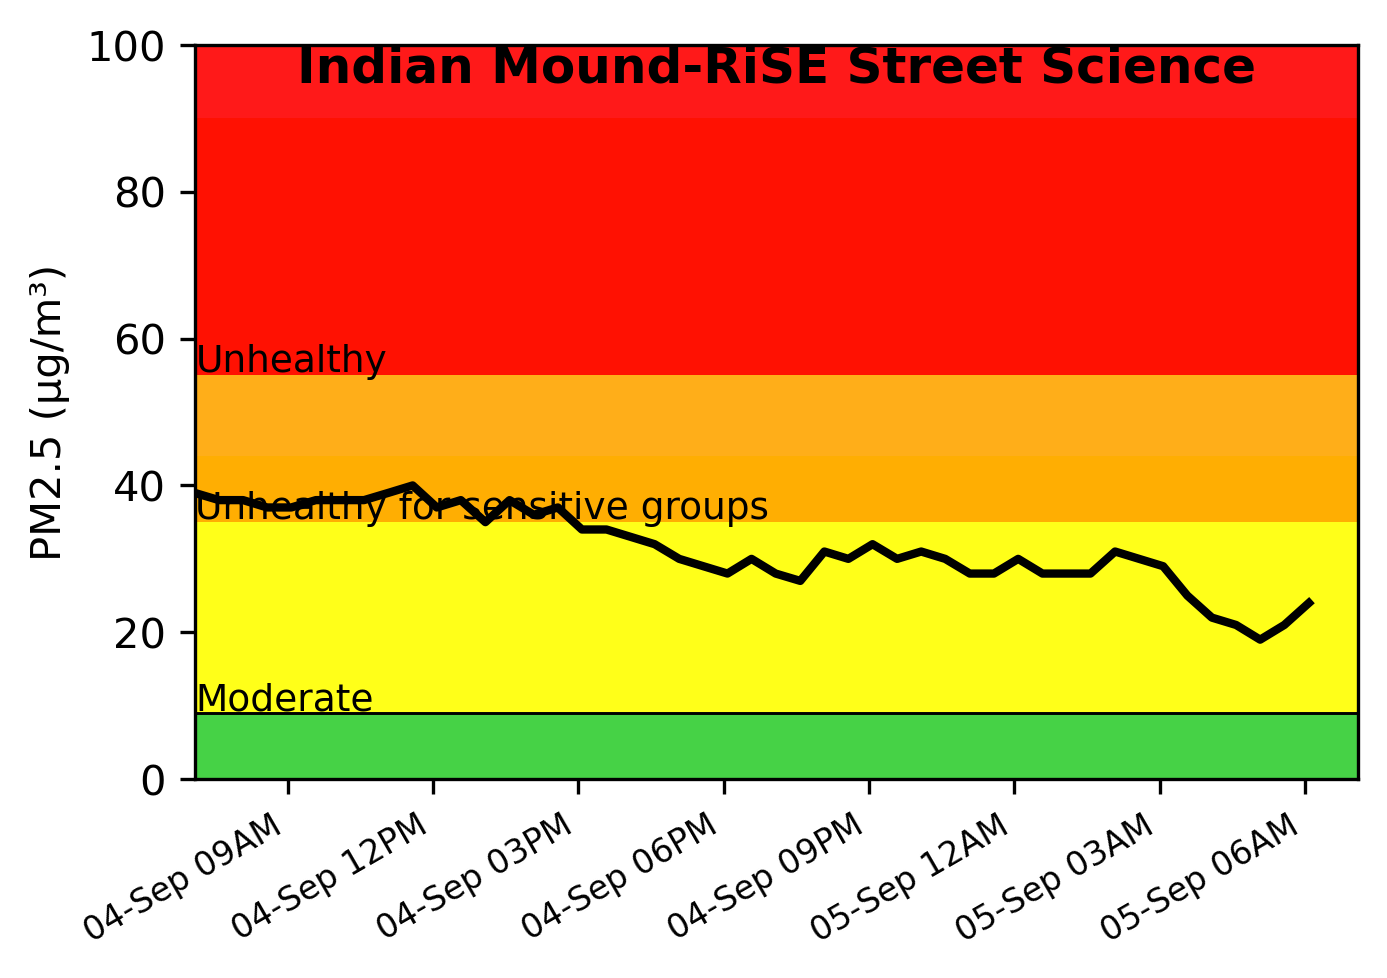 Indian Mound-RiSE Street Science
100
80
60
40
20
0
PM2.5 (µg/m³)
Unhealthy
Unhealthy for sensitive groups
Moderate
04-Sep 09AM
04-Sep 12PM
04-Sep 03PM
04-Sep 06PM
04-Sep 09PM
05-Sep 12AM
05-Sep 03AM
05-Sep 06AM